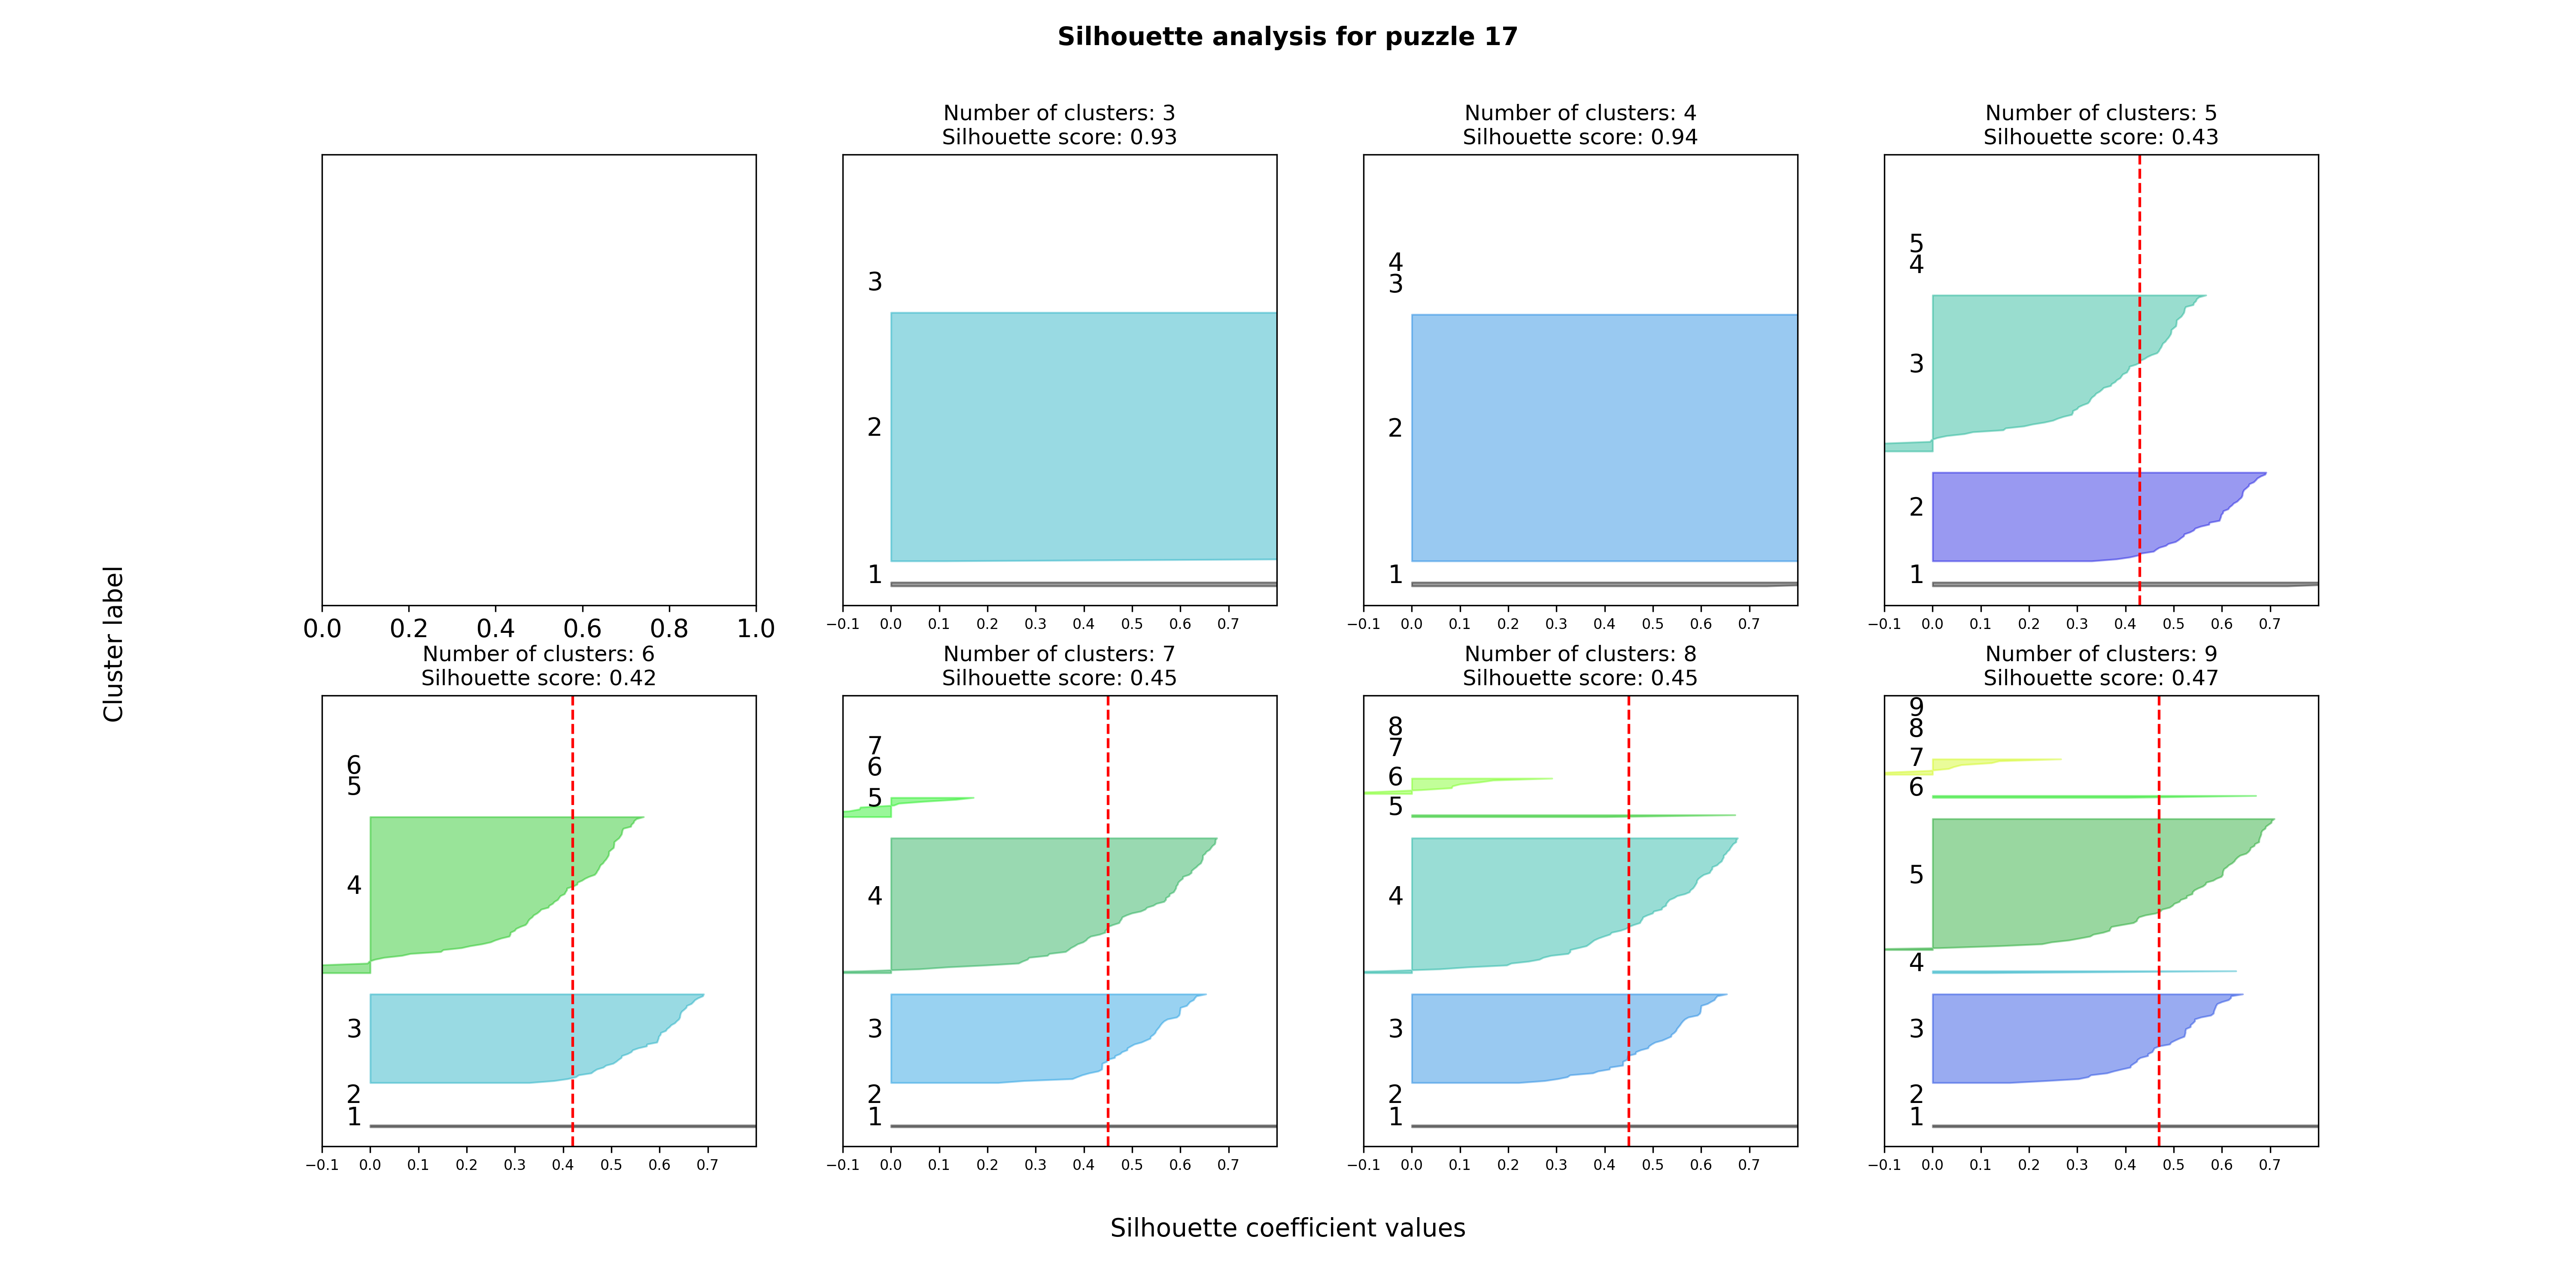 Silhouette analysis for puzzle 17
Number of clusters: 3
Silhouette score: 0.93
Number of clusters: 4
Silhouette score: 0.94
Number of clusters: 5
Silhouette score: 0.43
0.0 0.2 0.4 0.6 0.8 1.0
3
2
1
−0.1 0.0 0.1 0.2 0.3 0.4 0.5 0.6 0.7
4
3
2
1
−0.1 0.0 0.1 0.2 0.3 0.4 0.5 0.6 0.7
5
4
3
2
1
−0.1 0.0 0.1 0.2 0.3 0.4 0.5 0.6 0.7
Cluster label
Number of clusters: 6
Silhouette score: 0.42
6
5
4
3
2
1
−0.1 0.0 0.1 0.2 0.3 0.4 0.5 0.6 0.7
Number of clusters: 7
Silhouette score: 0.45
7
6
5
4
3
2
1
−0.1 0.0 0.1 0.2 0.3 0.4 0.5 0.6 0.7
Number of clusters: 8
Silhouette score: 0.45
8
7
6
5
4
3
2
1
−0.1 0.0 0.1 0.2 0.3 0.4 0.5 0.6 0.7
Number of clusters: 9
Silhouette score: 0.47
9
8
7
6
5
4
3
2
1
−0.1 0.0 0.1 0.2 0.3 0.4 0.5 0.6 0.7
Silhouette coefficient values